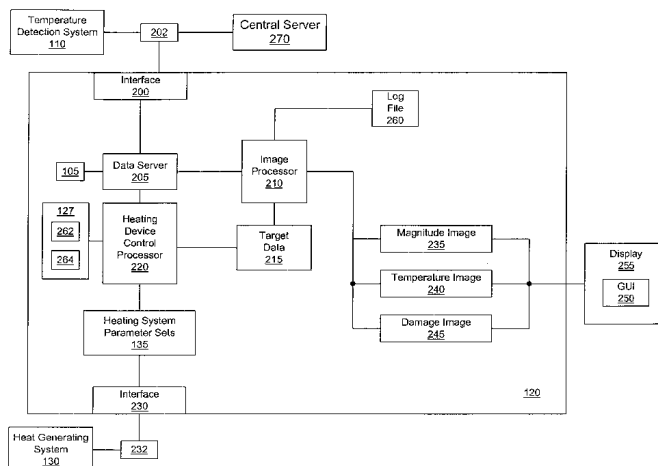 Temperature
Detection System
110
202
Central Server
270
Interface
200
Log
File
260
105
Data Server
205
Image
Processor
210
127
262
264
Heating
Device
Control
Processor
220
Target
Data
215
Magnitude Image
235
Temperature Image
240
Damage Image
245
Display
255
GUI
250
Heating System
Parameter Sets
135
Interface
230
120
Heat Generating
System
130
232